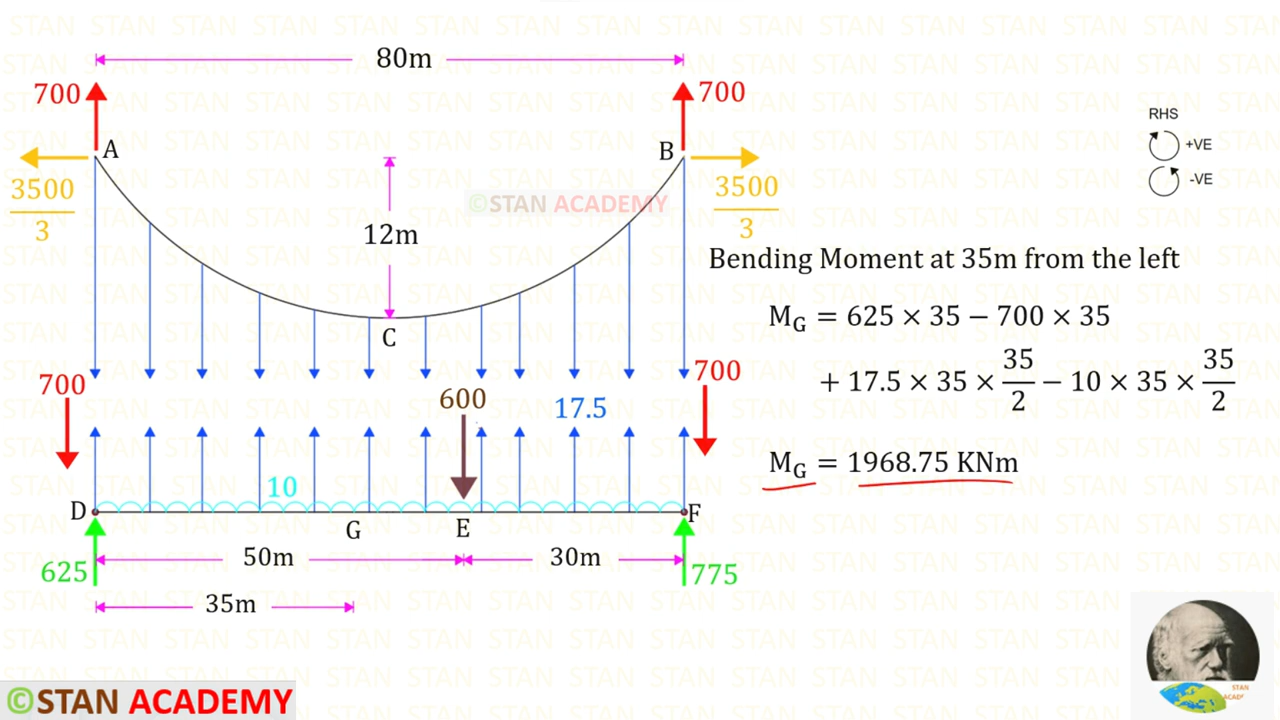 80m
700
700
A
B
3500
3
3500
3
12m
C
RHS
+VE
-VE
©STAN ACADEMY
Bending Moment at 35m from the left
M_G = 625 × 35 − 700 × 35
+ 17.5 × 35 × 35/2 − 10 × 35 × 35/2
M_G = 1968.75 KNm
700
700
600
17.5
10
D
G
E
F
50m
30m
625
775
35m
©STAN ACADEMY
STAN
ACADEMY